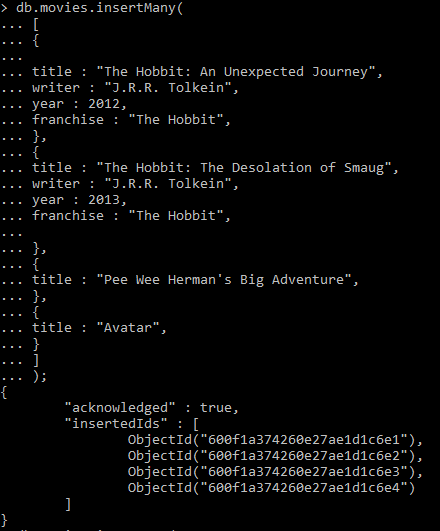 > db.movies.insertMany(
... [
... {
...
... title : "The Hobbit: An Unexpected Journey",
... writer : "J.R.R. Tolkein",
... year : 2012,
... franchise : "The Hobbit",
... },
... {
... title : "The Hobbit: The Desolation of Smaug",
... writer : "J.R.R. Tolkein",
... year : 2013,
... franchise : "The Hobbit",
...
... },
... {
... title : "Pee Wee Herman's Big Adventure",
... },
... {
... title : "Avatar",
... }
... ]
... );
{
"acknowledged" : true,
"insertedIds" : [
ObjectId("600f1a374260e27ae1d1c6e1"),
ObjectId("600f1a374260e27ae1d1c6e2"),
ObjectId("600f1a374260e27ae1d1c6e3"),
ObjectId("600f1a374260e27ae1d1c6e4")
]
}